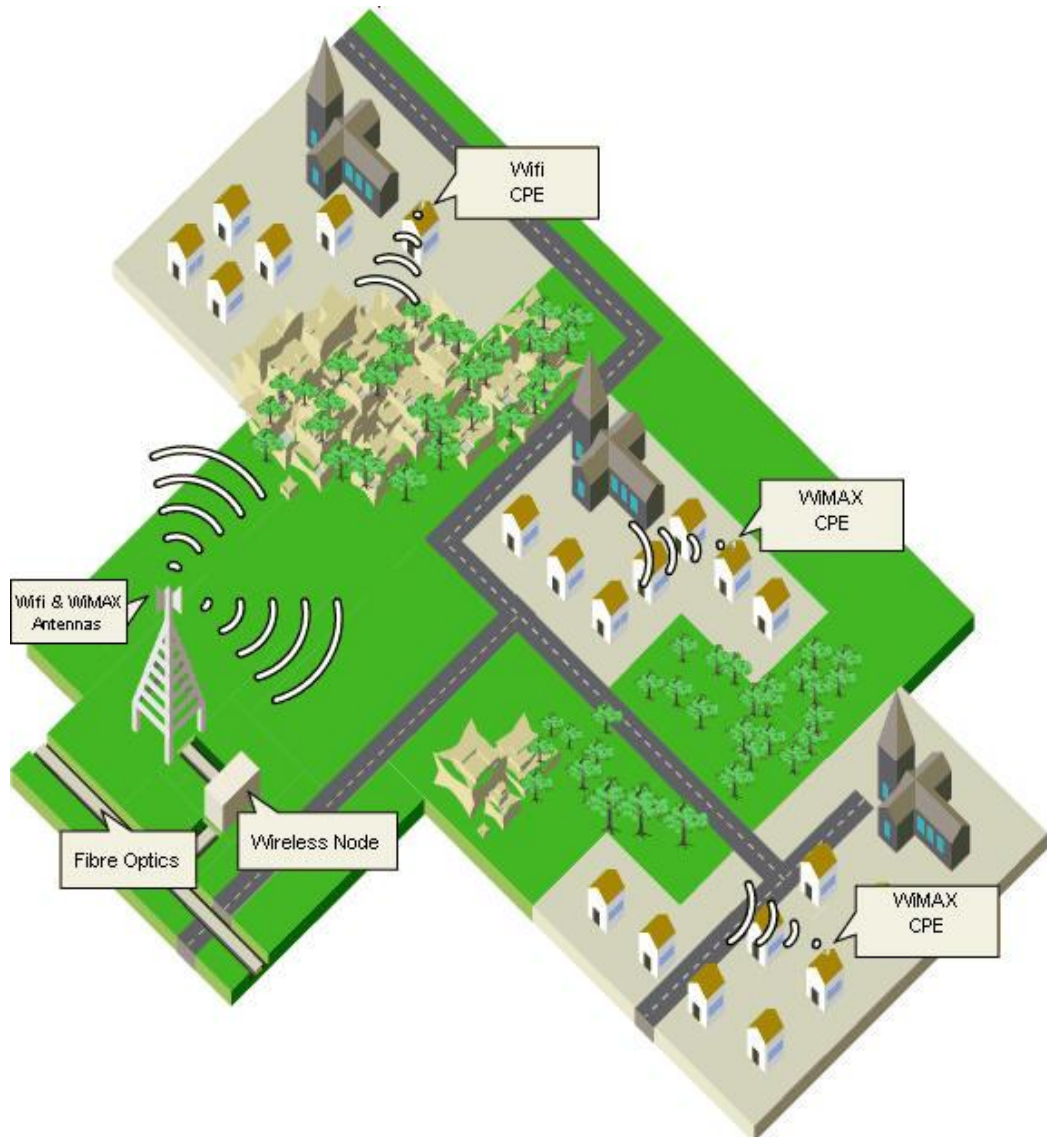 Wifi
CPE
WiMAX
CPE
Wifi & WiMAX
Antennas
Wireless Node
Fibre Optics
WiMAX
CPE